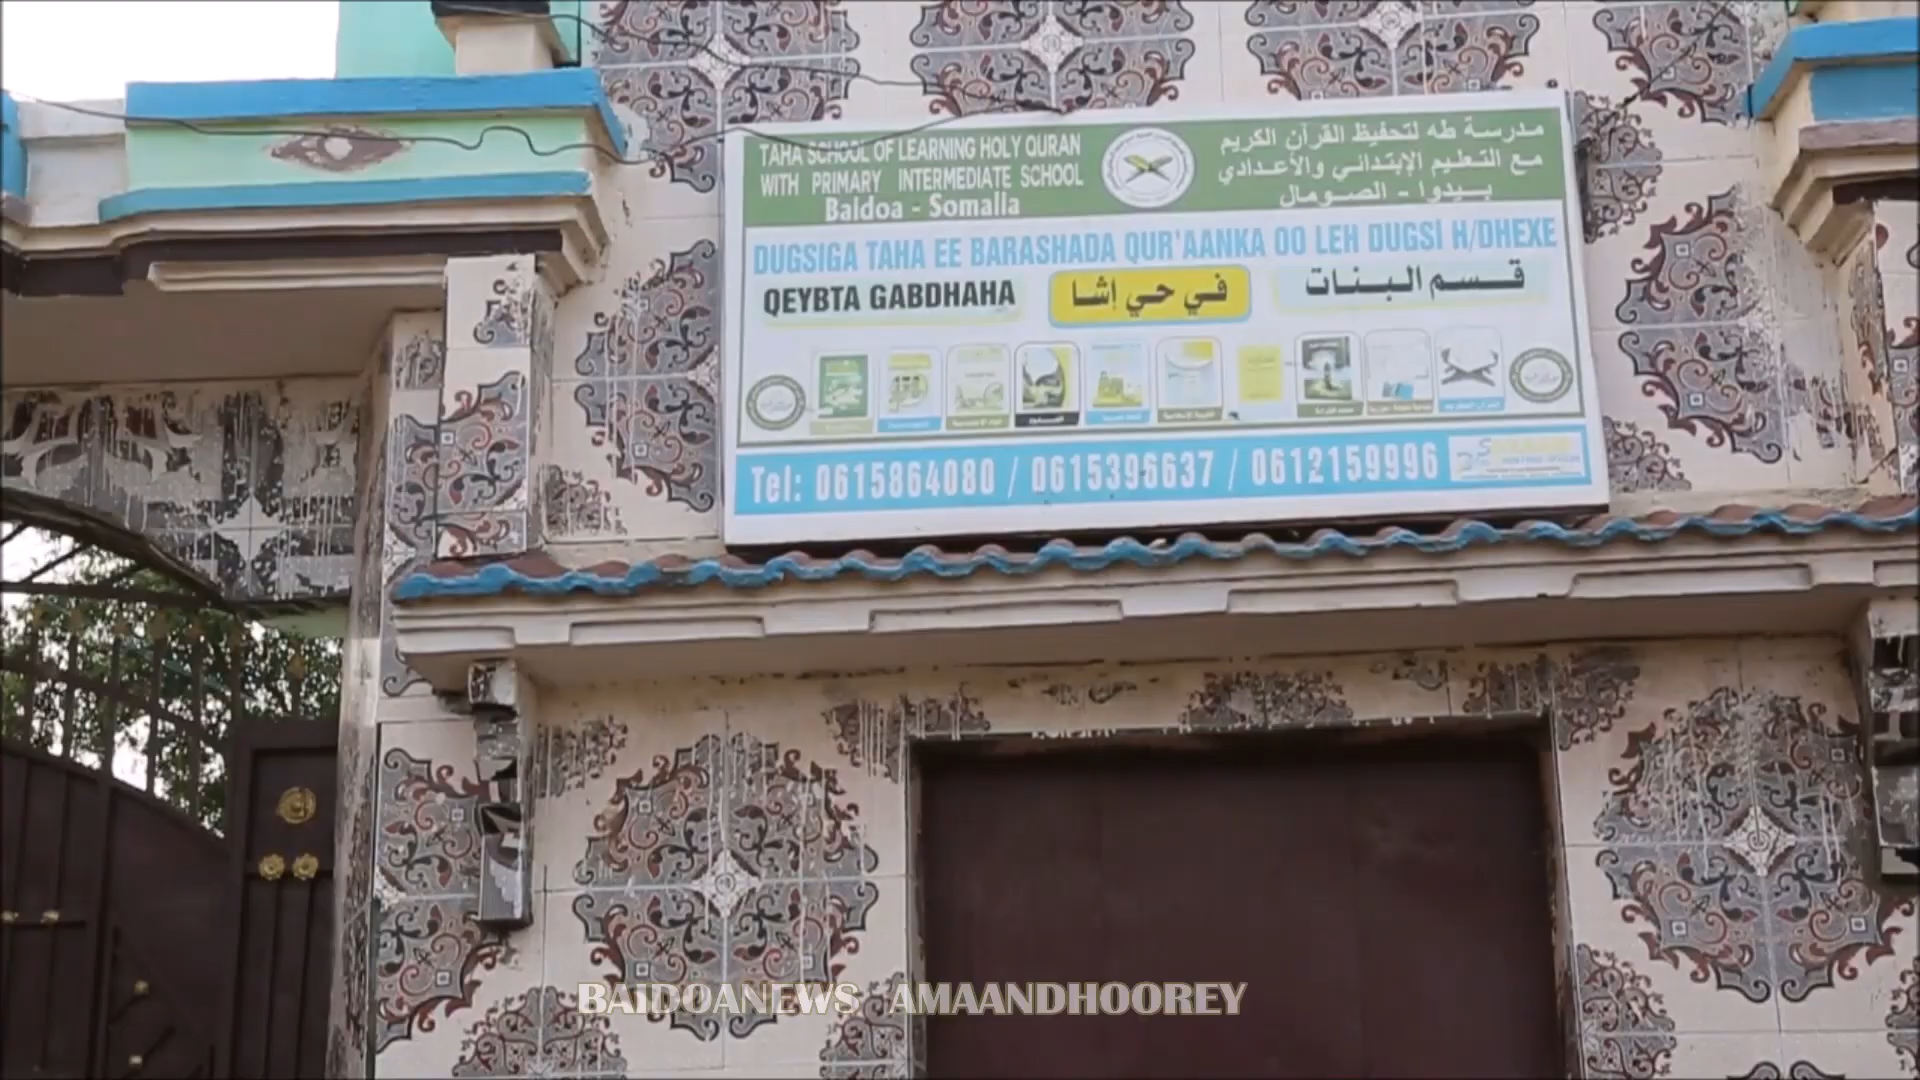 TAHA SCHOOL OF LEARNING HOLY QURAN
WITH PRIMARY INTERMEDIATE SCHOOL
Baidoa - Somalia
مدرسة طه لتحفيظ القرآن الكريم
مع التعليم الإبتدائي والأعدادي
بيدوا - الصومال
DUGSIGA TAHA EE BARASHADA QUR'AANKA OO LEH DUGSI H/DHEXE
QEYBTA GABDHAHA
في حي إشا
قسم البنات
Tel: 0615864080 / 0615396637 / 0612159996
BAIDOANEWS AMAANDHOOREY